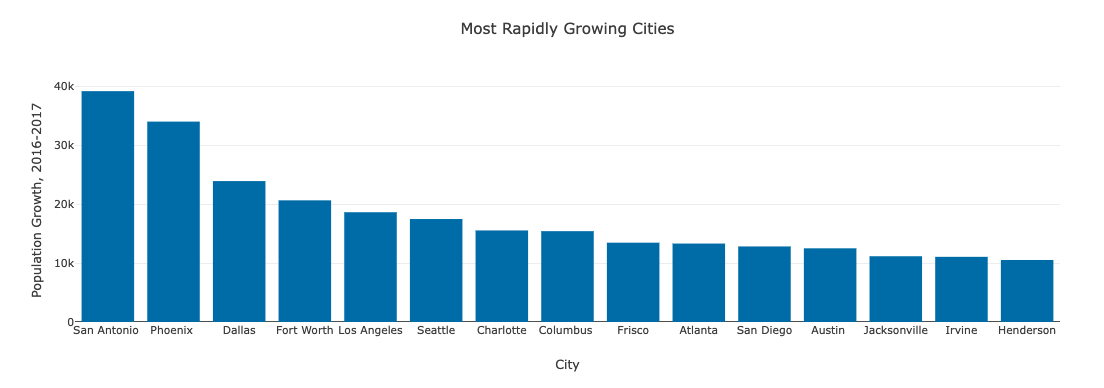 Most Rapidly Growing Cities
Population Growth, 2016-2017
40k
30k
20k
10k
0
San Antonio Phoenix Dallas Fort Worth Los Angeles Seattle Charlotte Columbus Frisco Atlanta San Diego Austin Jacksonville Irvine Henderson
City